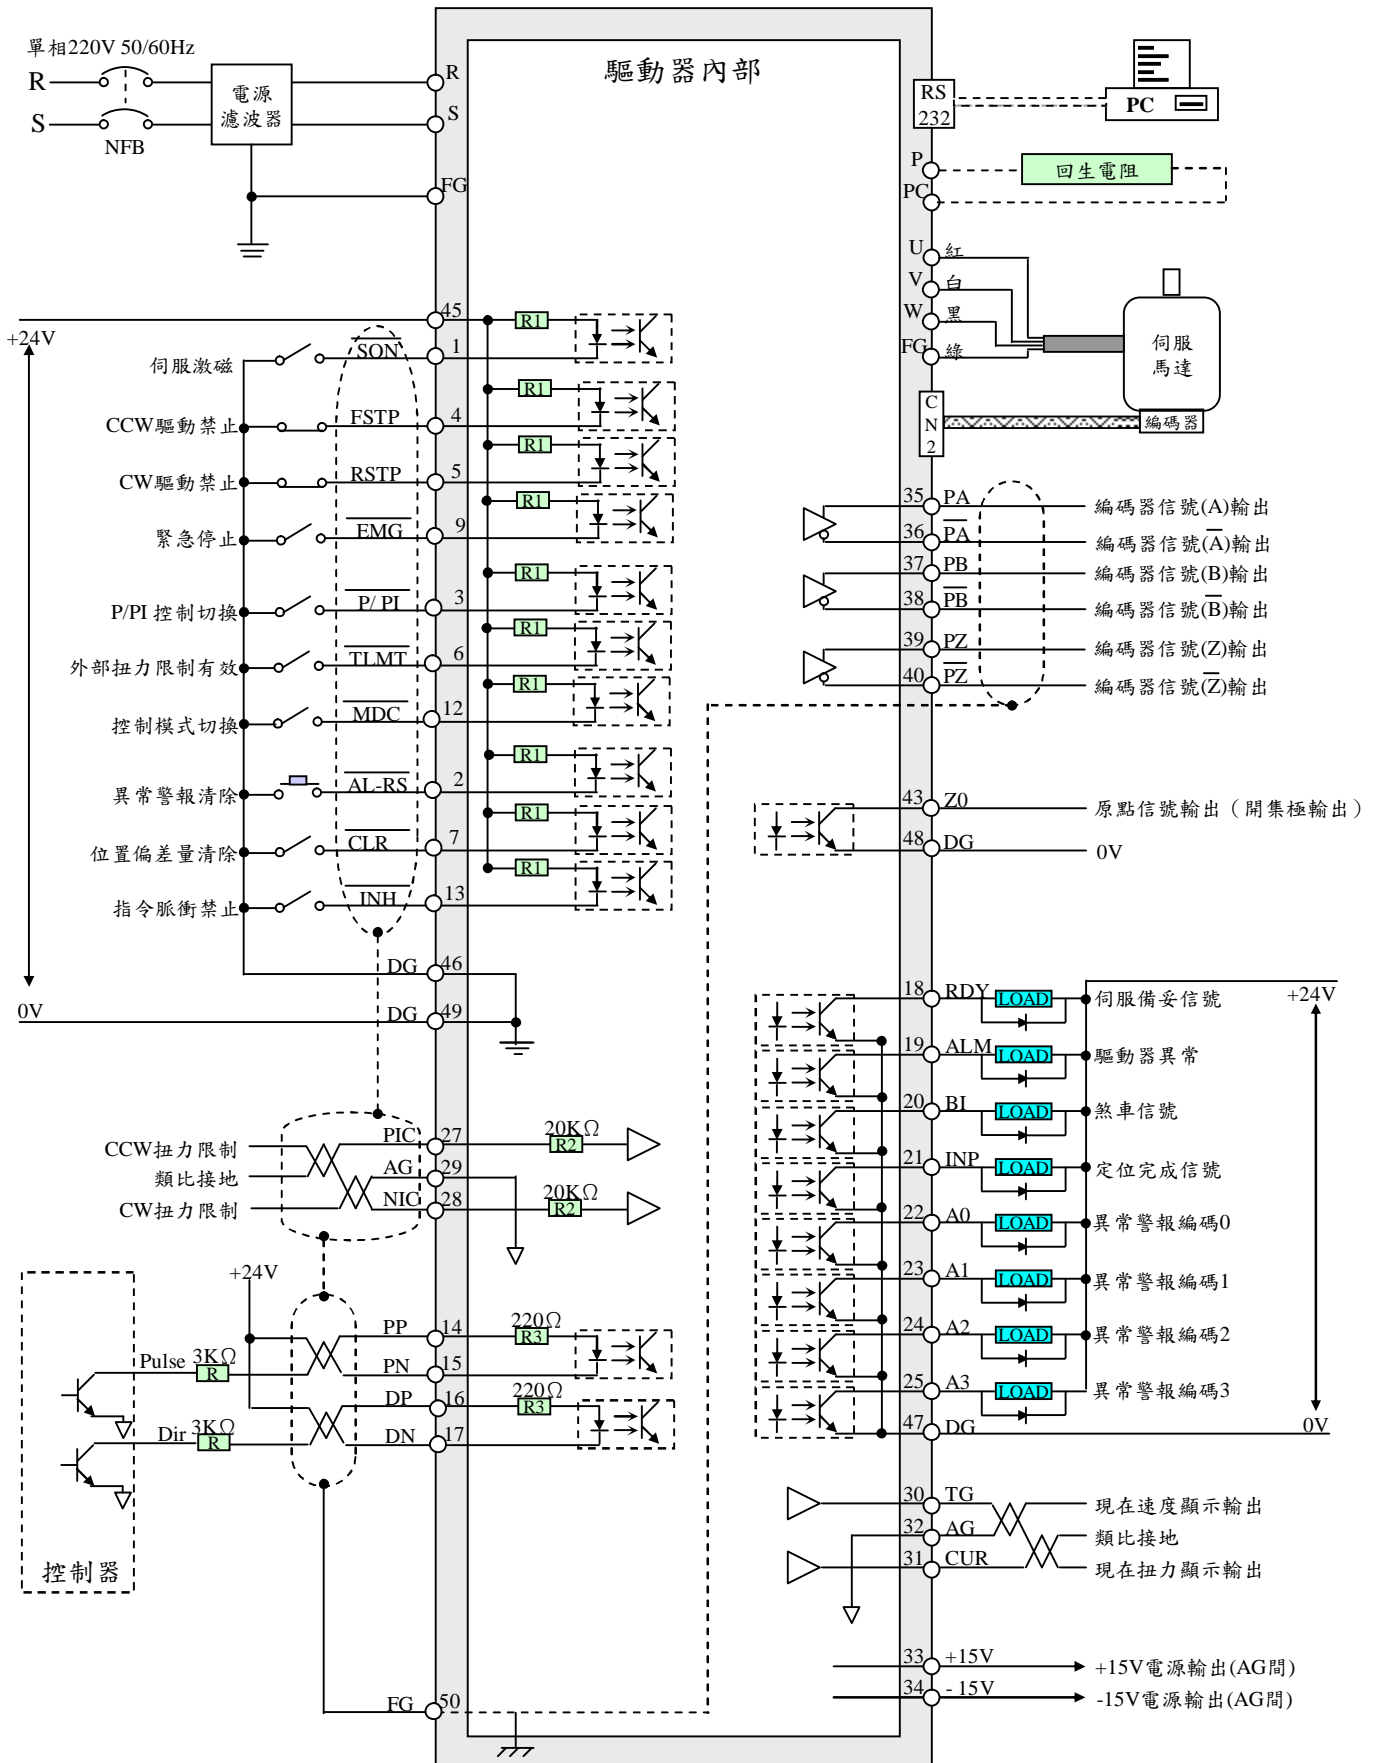 單相220V 50/60Hz
R
S
NFB
電源
濾波器
R
S
FG
驅動器內部
RS
232
PC
P
PC
回生電阻
U 紅
V 白
W 黑
FG 綠
伺服
馬達
編碼器
C
N
2
+24V
0V
45
伺服激磁 S̅O̅N̅ 1
CCW驅動禁止 FSTP 4
CW驅動禁止 RSTP 5
緊急停止 E̅M̅G̅ 9
P/PI 控制切換 P̅/̅ ̅P̅I̅ 3
外部扭力限制有效 T̅L̅M̅T̅ 6
控制模式切換 M̅D̅C̅ 12
異常警報清除 A̅L̅-̅R̅S̅ 2
位置偏差量清除 C̅L̅R̅ 7
指令脈衝禁止 I̅N̅H̅ 13
R1
R1
R1
R1
R1
R1
R1
R1
R1
R1
DG 46
DG 49
CCW扭力限制 PIC 27 20KΩ R2
類比接地 AG 29
CW扭力限制 NIC 28 20KΩ R2
+24V
PP 14 220Ω R3
Pulse 3KΩ R PN 15
DP 16 220Ω R3
Dir 3KΩ R DN 17
控制器
FG 50
35 PA 編碼器信號(A)輸出
36 P̅A̅ 編碼器信號(A̅)輸出
37 PB 編碼器信號(B)輸出
38 P̅B̅ 編碼器信號(B̅)輸出
39 PZ 編碼器信號(Z)輸出
40 P̅Z̅ 編碼器信號(Z̅)輸出
43 Z0 原點信號輸出（開集極輸出）
48 DG 0V
18 RDY LOAD 伺服備妥信號
19 ALM LOAD 驅動器異常
20 BI LOAD 煞車信號
21 INP LOAD 定位完成信號
22 A0 LOAD 異常警報編碼0
23 A1 LOAD 異常警報編碼1
24 A2 LOAD 異常警報編碼2
25 A3 LOAD 異常警報編碼3
47 DG
+24V
0V
30 TG 現在速度顯示輸出
32 AG 類比接地
31 CUR 現在扭力顯示輸出
33 +15V +15V電源輸出(AG間)
34 - 15V -15V電源輸出(AG間)